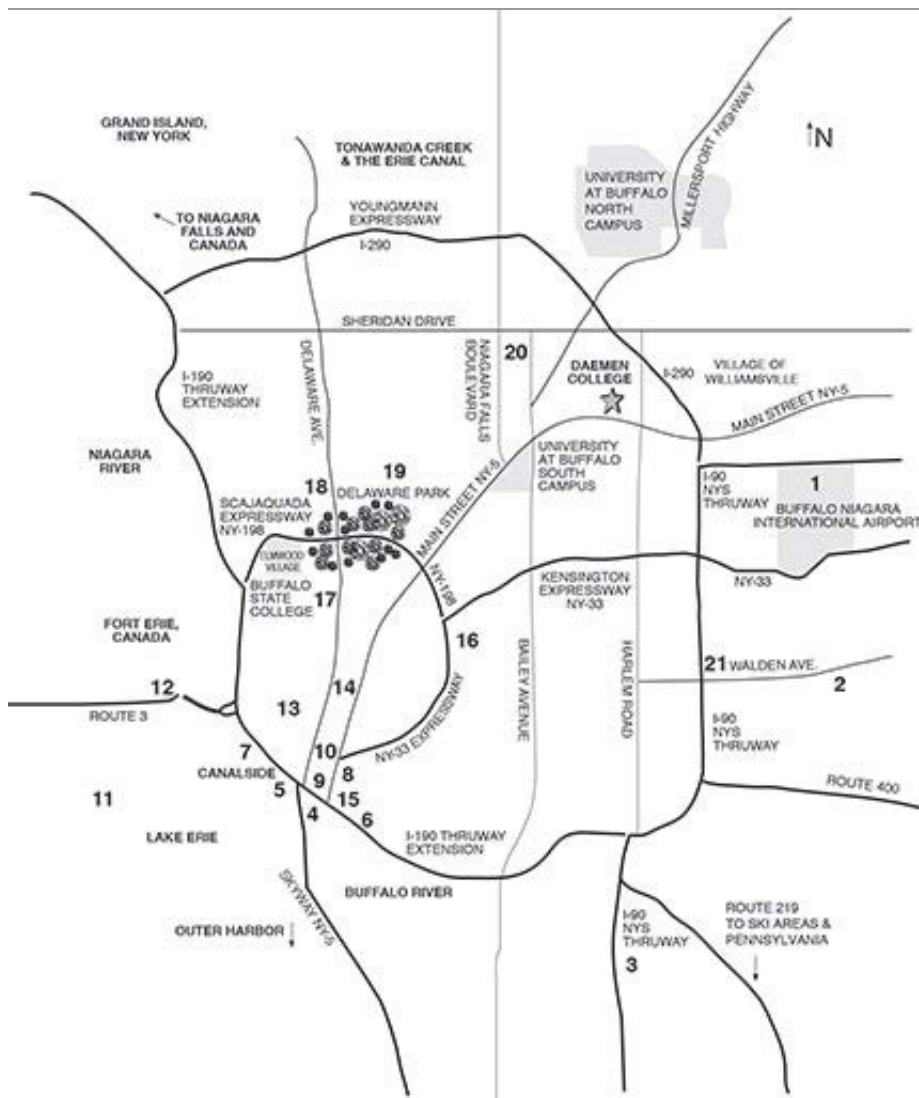 GRAND ISLAND,
NEW YORK
TONAWANDA CREEK
& THE ERIE CANAL
MILLERSPORT HIGHWAY
N
UNIVERSITY
AT BUFFALO
NORTH
CAMPUS
TO NIAGARA
FALLS AND
CANADA
YOUNGMANN
EXPRESSWAY
I-290
SHERIDAN DRIVE
DELAWARE AVE.
NIAGARA FALLS
BOULEVARD
20
DAEMEN
COLLEGE
I-290
VILLAGE OF
WILLIAMSVILLE
MAIN STREET NY-5
I-190
THRUWAY
EXTENSION
NIAGARA
RIVER
18
19
DELAWARE PARK
SCAJAQUADA
EXPRESSWAY
NY-198
MAIN STREET NY-5
UNIVERSITY
AT BUFFALO
SOUTH
CAMPUS
I-90
NYS
THRUWAY
1
BUFFALO NIAGARA
INTERNATIONAL AIRPORT
ELMWOOD
VILLAGE
BUFFALO
STATE
COLLEGE
17
NY-198
KENSINGTON
EXPRESSWAY
NY-33
NY-33
FORT ERIE,
CANADA
16
BAILEY AVENUE
HARLEM ROAD
21
WALDEN AVE.
2
12
ROUTE 3
13
14
NY-33 EXPRESSWAY
I-90
NYS
THRUWAY
7
10
CANALSIDE
8
9
5
15
4
6
ROUTE 400
11
LAKE ERIE
I-190 THRUWAY
EXTENSION
SKYWAY NY-5
BUFFALO RIVER
OUTER HARBOR
I-90
NYS
THRUWAY
3
ROUTE 219
TO SKI AREAS &
PENNSYLVANIA